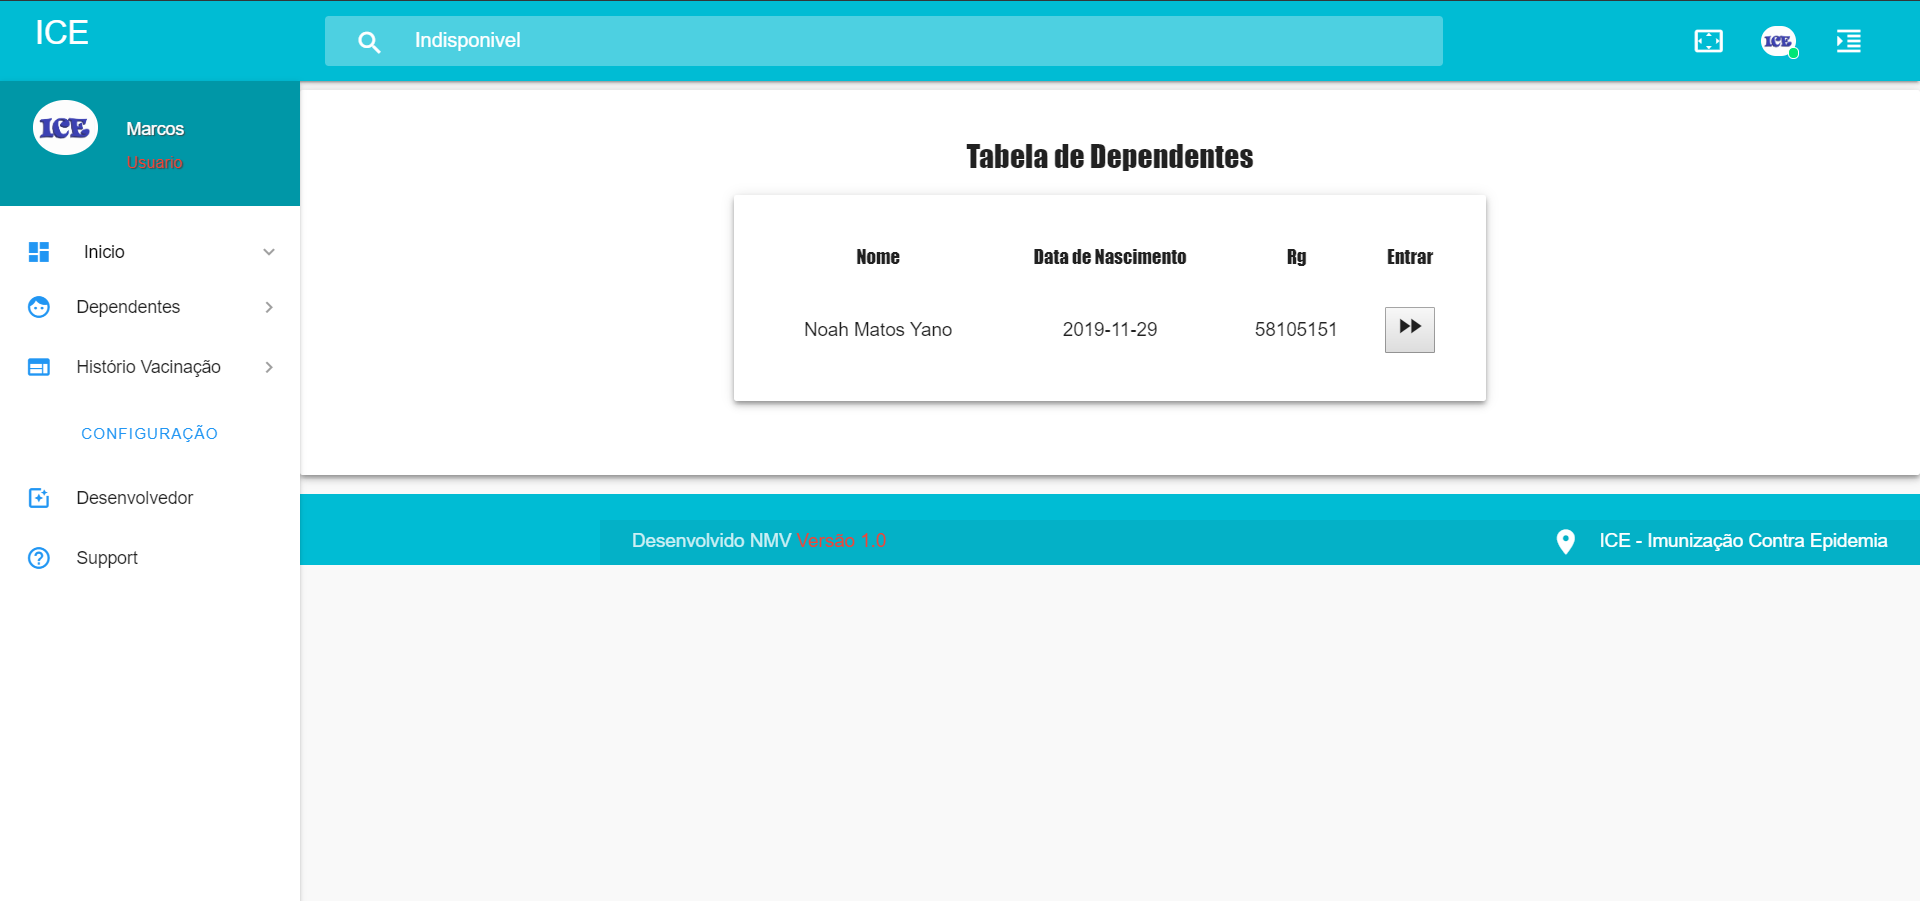 ICE
Indisponivel
ICE
ICE
Marcos
Usuario
Inicio
Dependentes
Histório Vacinação
CONFIGURAÇÃO
Desenvolvedor
Support
Tabela de Dependentes
Nome Data de Nascimento Rg Entrar
Noah Matos Yano 2019-11-29 58105151
Desenvolvido NMV Versão 1.0
ICE - Imunização Contra Epidemia